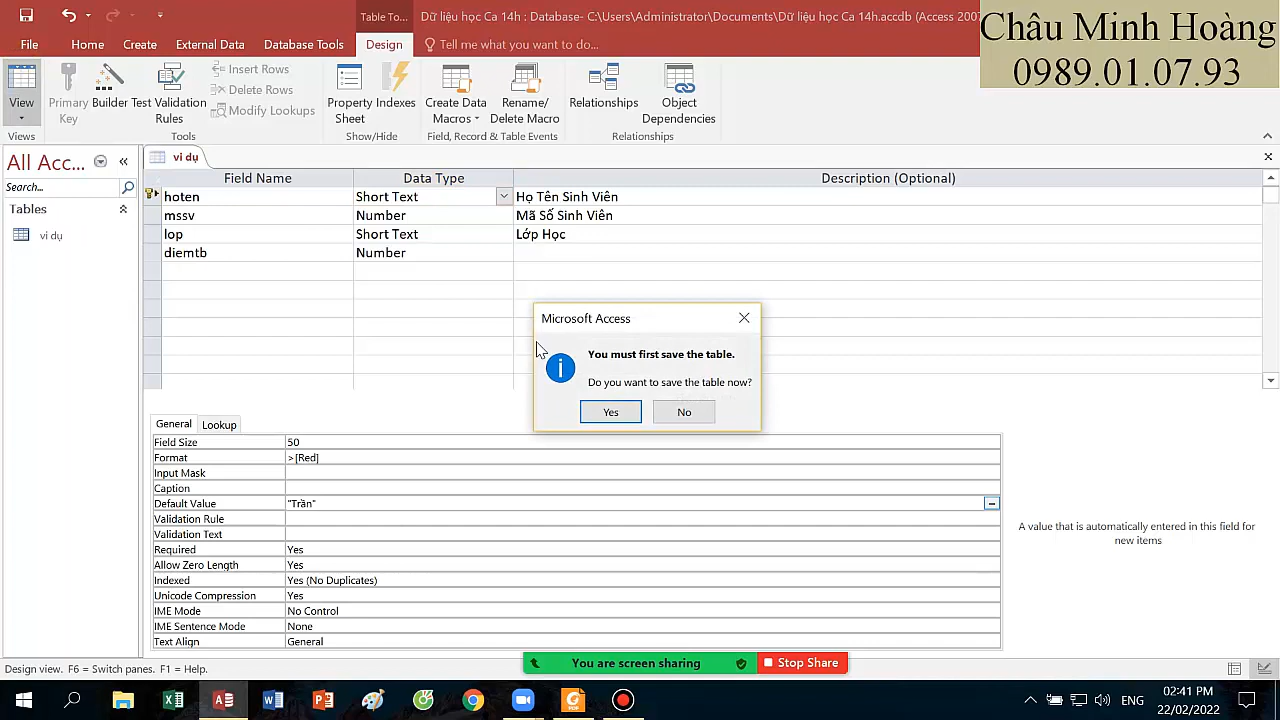 Table To...
Dữ liệu học Ca 14h : Database- C:\Users\Administrator\Documents\Dữ liệu học Ca 14h.accdb (Access 2007
Châu Minh Hoàng
0989.01.07.93
File
Home
Create
External Data
Database Tools
Design
Tell me what you want to do...
View
Primary Key
Builder
Test Validation Rules
Insert Rows
Delete Rows
Modify Lookups
Property Sheet
Indexes
Create Data Macros
Rename/ Delete Macro
Relationships
Object Dependencies
Views
Tools
Show/Hide
Field, Record & Table Events
Relationships
All Acc...
Search...
Tables
ví dụ
ví dụ
Field Name Data Type Description (Optional)
hoten Short Text Họ Tên Sinh Viên
mssv Number Mã Số Sinh Viên
lop Short Text Lớp Học
diemtb Number
Microsoft Access
You must first save the table.
Do you want to save the table now?
Yes
No
General
Lookup
Field Size 50
Format >[Red]
Input Mask
Caption
Default Value "Trần"
Validation Rule
Validation Text
Required Yes
Allow Zero Length Yes
Indexed Yes (No Duplicates)
Unicode Compression Yes
IME Mode No Control
IME Sentence Mode None
Text Align General
A value that is automatically entered in this field for
new items
You are screen sharing
Stop Share
Design view. F6 = Switch panes. F1 = Help.
ENG
02:41 PM
22/02/2022